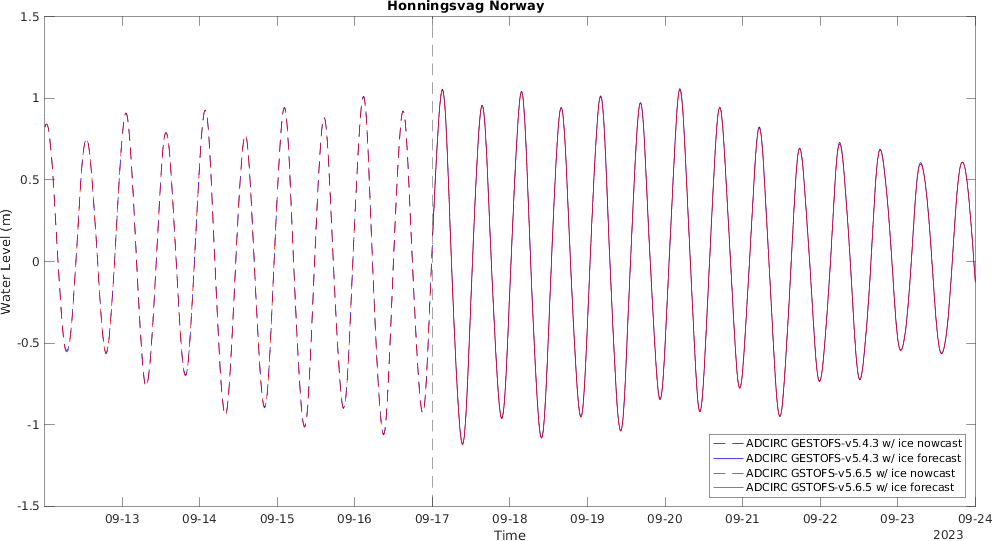 Honningsvag Norway
1.5
1
0.5
0
-0.5
-1
-1.5
Water Level (m)
ADCIRC GESTOFS-v5.4.3 w/ ice nowcast
ADCIRC GESTOFS-v5.4.3 w/ ice forecast
ADCIRC GSTOFS-v5.6.5 w/ ice nowcast
ADCIRC GSTOFS-v5.6.5 w/ ice forecast
09-13 09-14 09-15 09-16 09-17 09-18 09-19 09-20 09-21 09-22 09-23 09-24
Time
2023